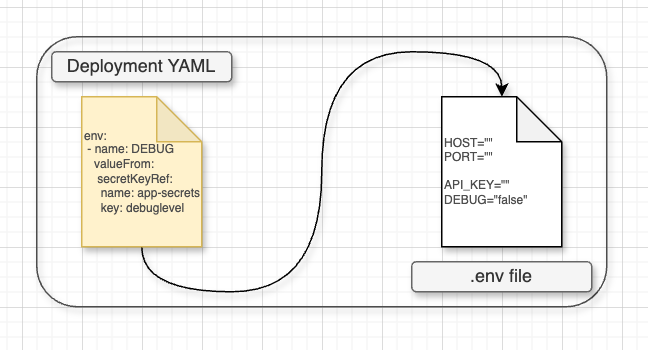 Deployment YAML
env:
- name: DEBUG
valueFrom:
secretKeyRef:
name: app-secrets
key: debuglevel
HOST=""
PORT=""
API_KEY=""
DEBUG="false"
.env file